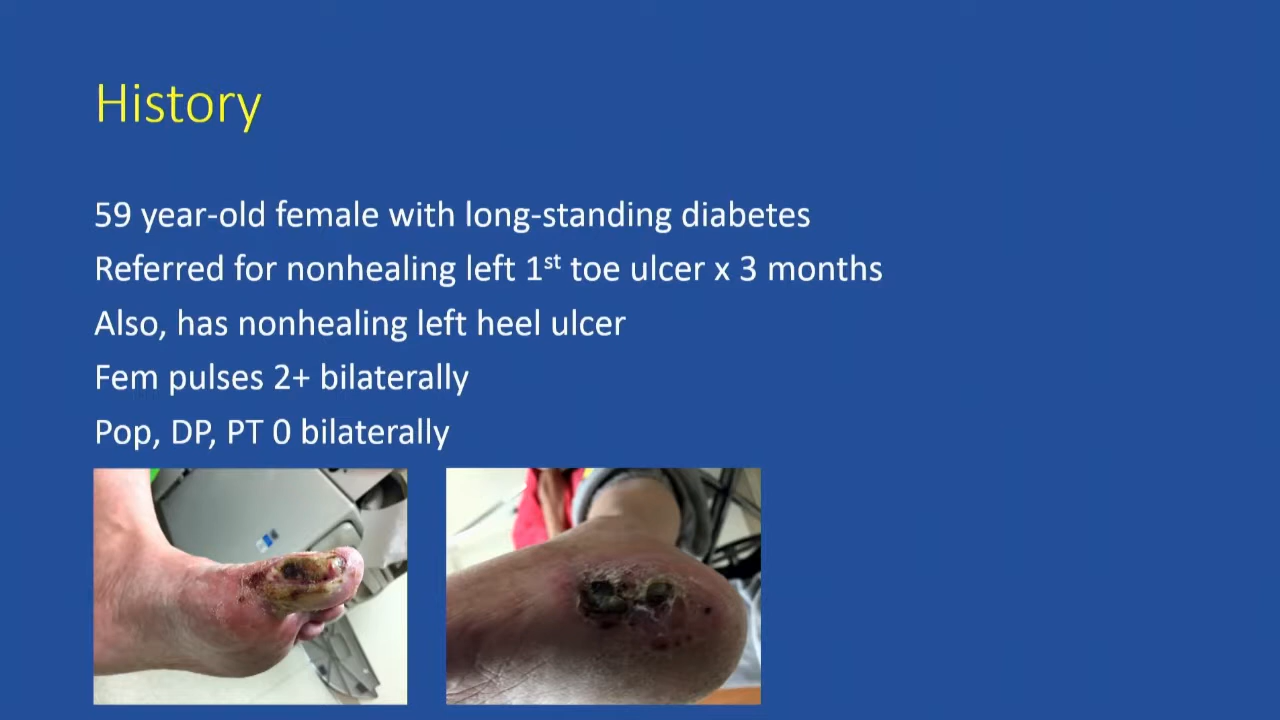 History
59 year-old female with long-standing diabetes
Referred for nonhealing left 1st toe ulcer x 3 months
Also, has nonhealing left heel ulcer
Fem pulses 2+ bilaterally
Pop, DP, PT 0 bilaterally